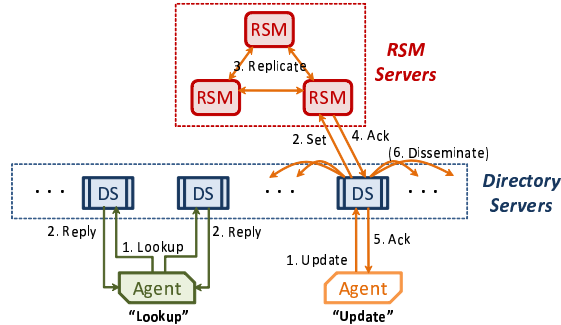 RSM
RSM
Servers
3. Replicate
RSM
RSM
2. Set
4. Ack
(6. Disseminate)
. . .
DS
. . .
DS
. . .
DS
. . .
Directory
Servers
2. Reply
1. Lookup
2. Reply
1. Update
5. Ack
Agent
Agent
“Lookup”
“Update”